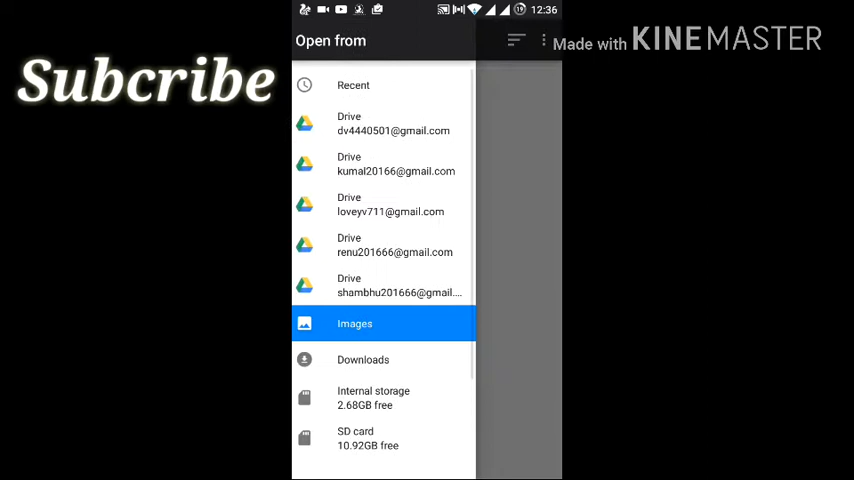 12:36
19
Open from
Made with KINEMASTER
Subcribe
Recent
Drive
dv4440501@gmail.com
Drive
kumal20166@gmail.com
Drive
loveyv711@gmail.com
Drive
renu201666@gmail.com
Drive
shambhu201666@gmail....
Images
Downloads
Internal storage
2.68GB free
SD card
10.92GB free